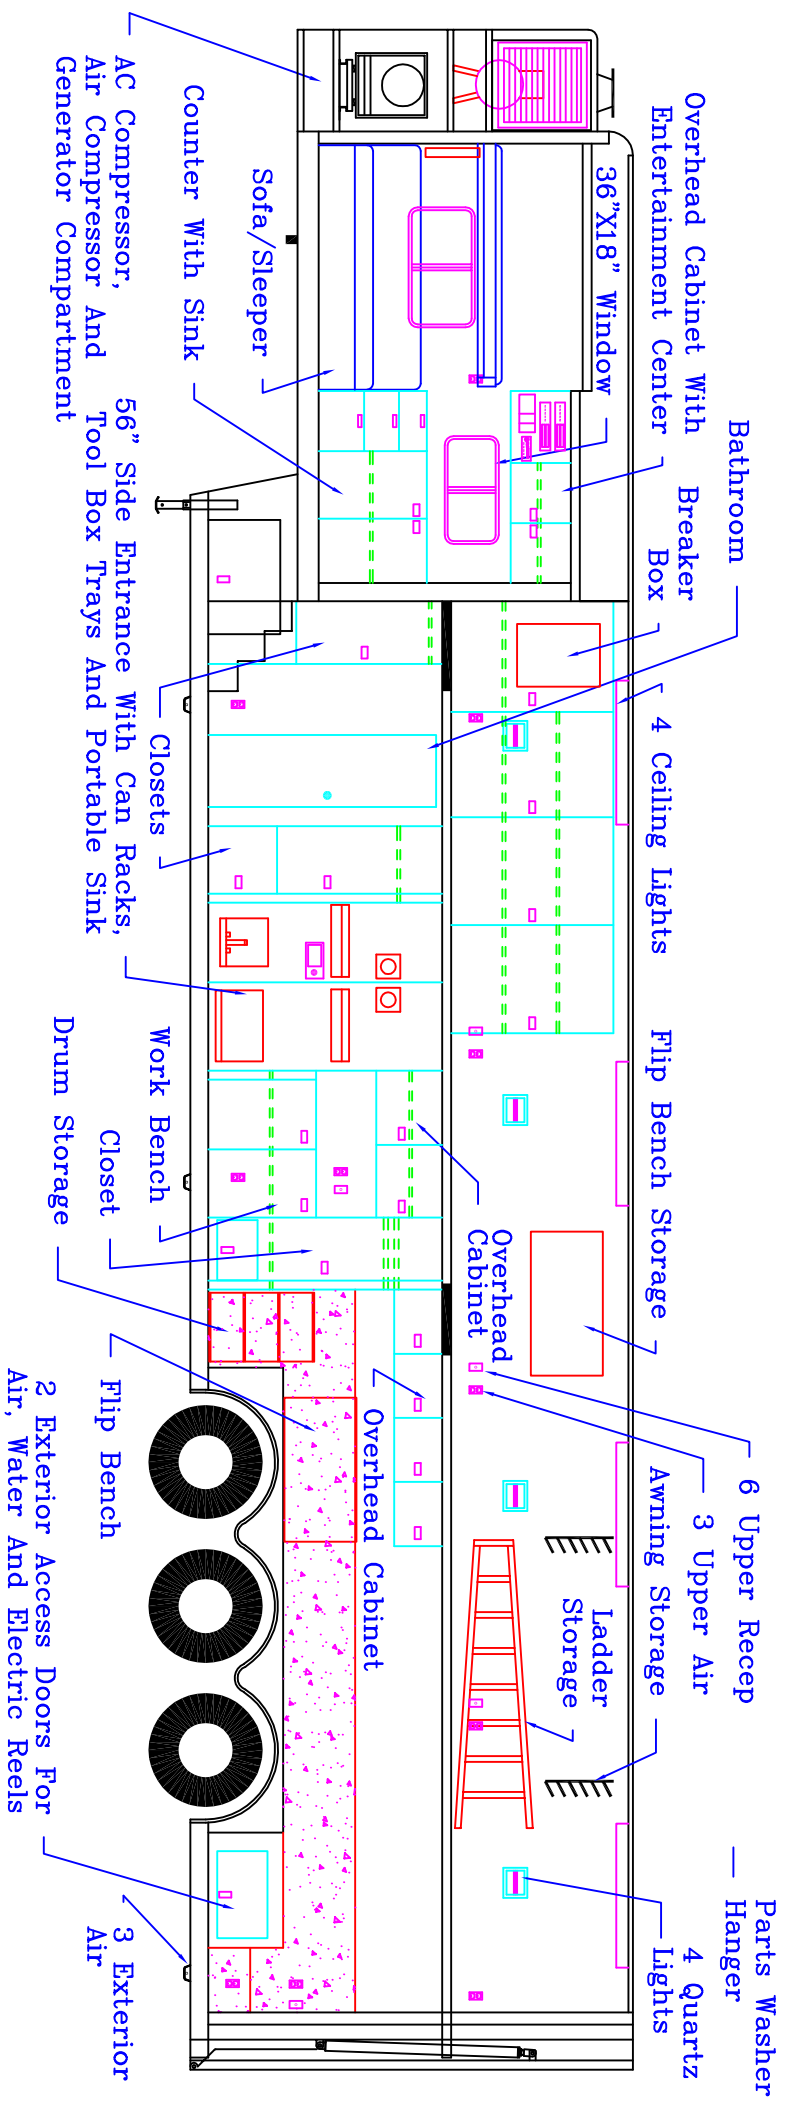 Parts Washer
Hanger
4 Quartz
Lights
6 Upper Recep
3 Upper Air
Awning Storage
Ladder
Storage
Flip Bench Storage
Overhead
Cabinet
4 Ceiling Lights
Bathroom
Breaker
Box
Overhead Cabinet With
Entertainment Center
36"X18" Window
Sofa/Sleeper
Counter With Sink
AC Compressor,
Air Compressor And
Generator Compartment
Closets
56" Side Entrance With Can Racks,
Tool Box Trays And Portable Sink
Work Bench
Closet
Drum Storage
Overhead Cabinet
Flip Bench
2 Exterior Access Doors For
Air, Water And Electric Reels
3 Exterior
Air